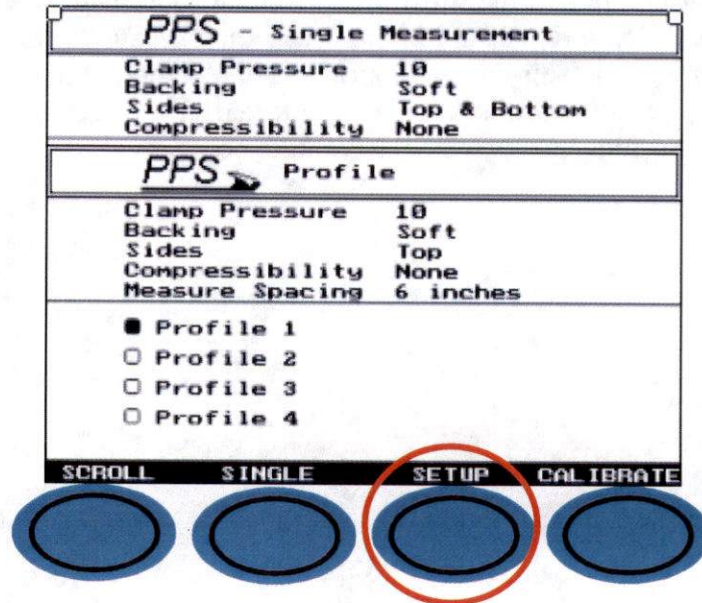 PPS - Single Measurement
Clamp Pressure 10
Backing Soft
Sides Top & Bottom
Compressibility None
PPS Profile
Clamp Pressure 10
Backing Soft
Sides Top
Compressibility None
Measure Spacing 6 inches
Profile 1
Profile 2
Profile 3
Profile 4
SCROLL SINGLE SETUP CALIBRATE